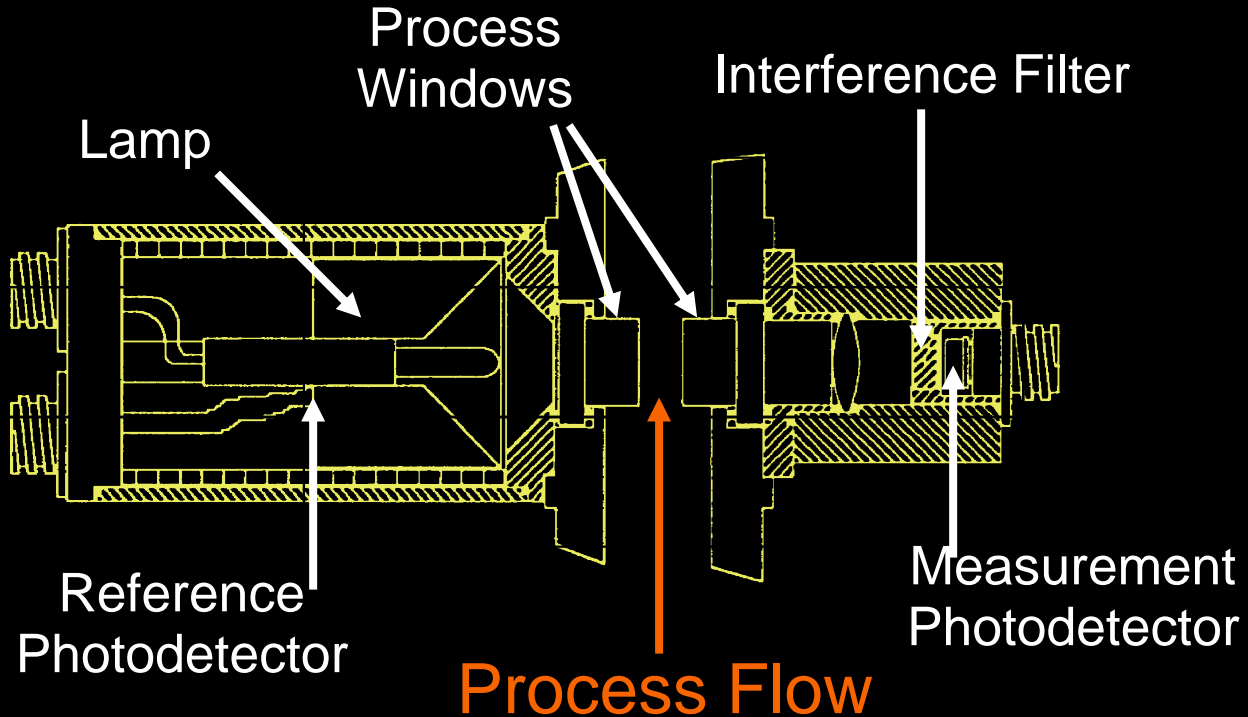 Process
Windows
Interference Filter
Lamp
Reference
Photodetector
Measurement
Photodetector
Process Flow